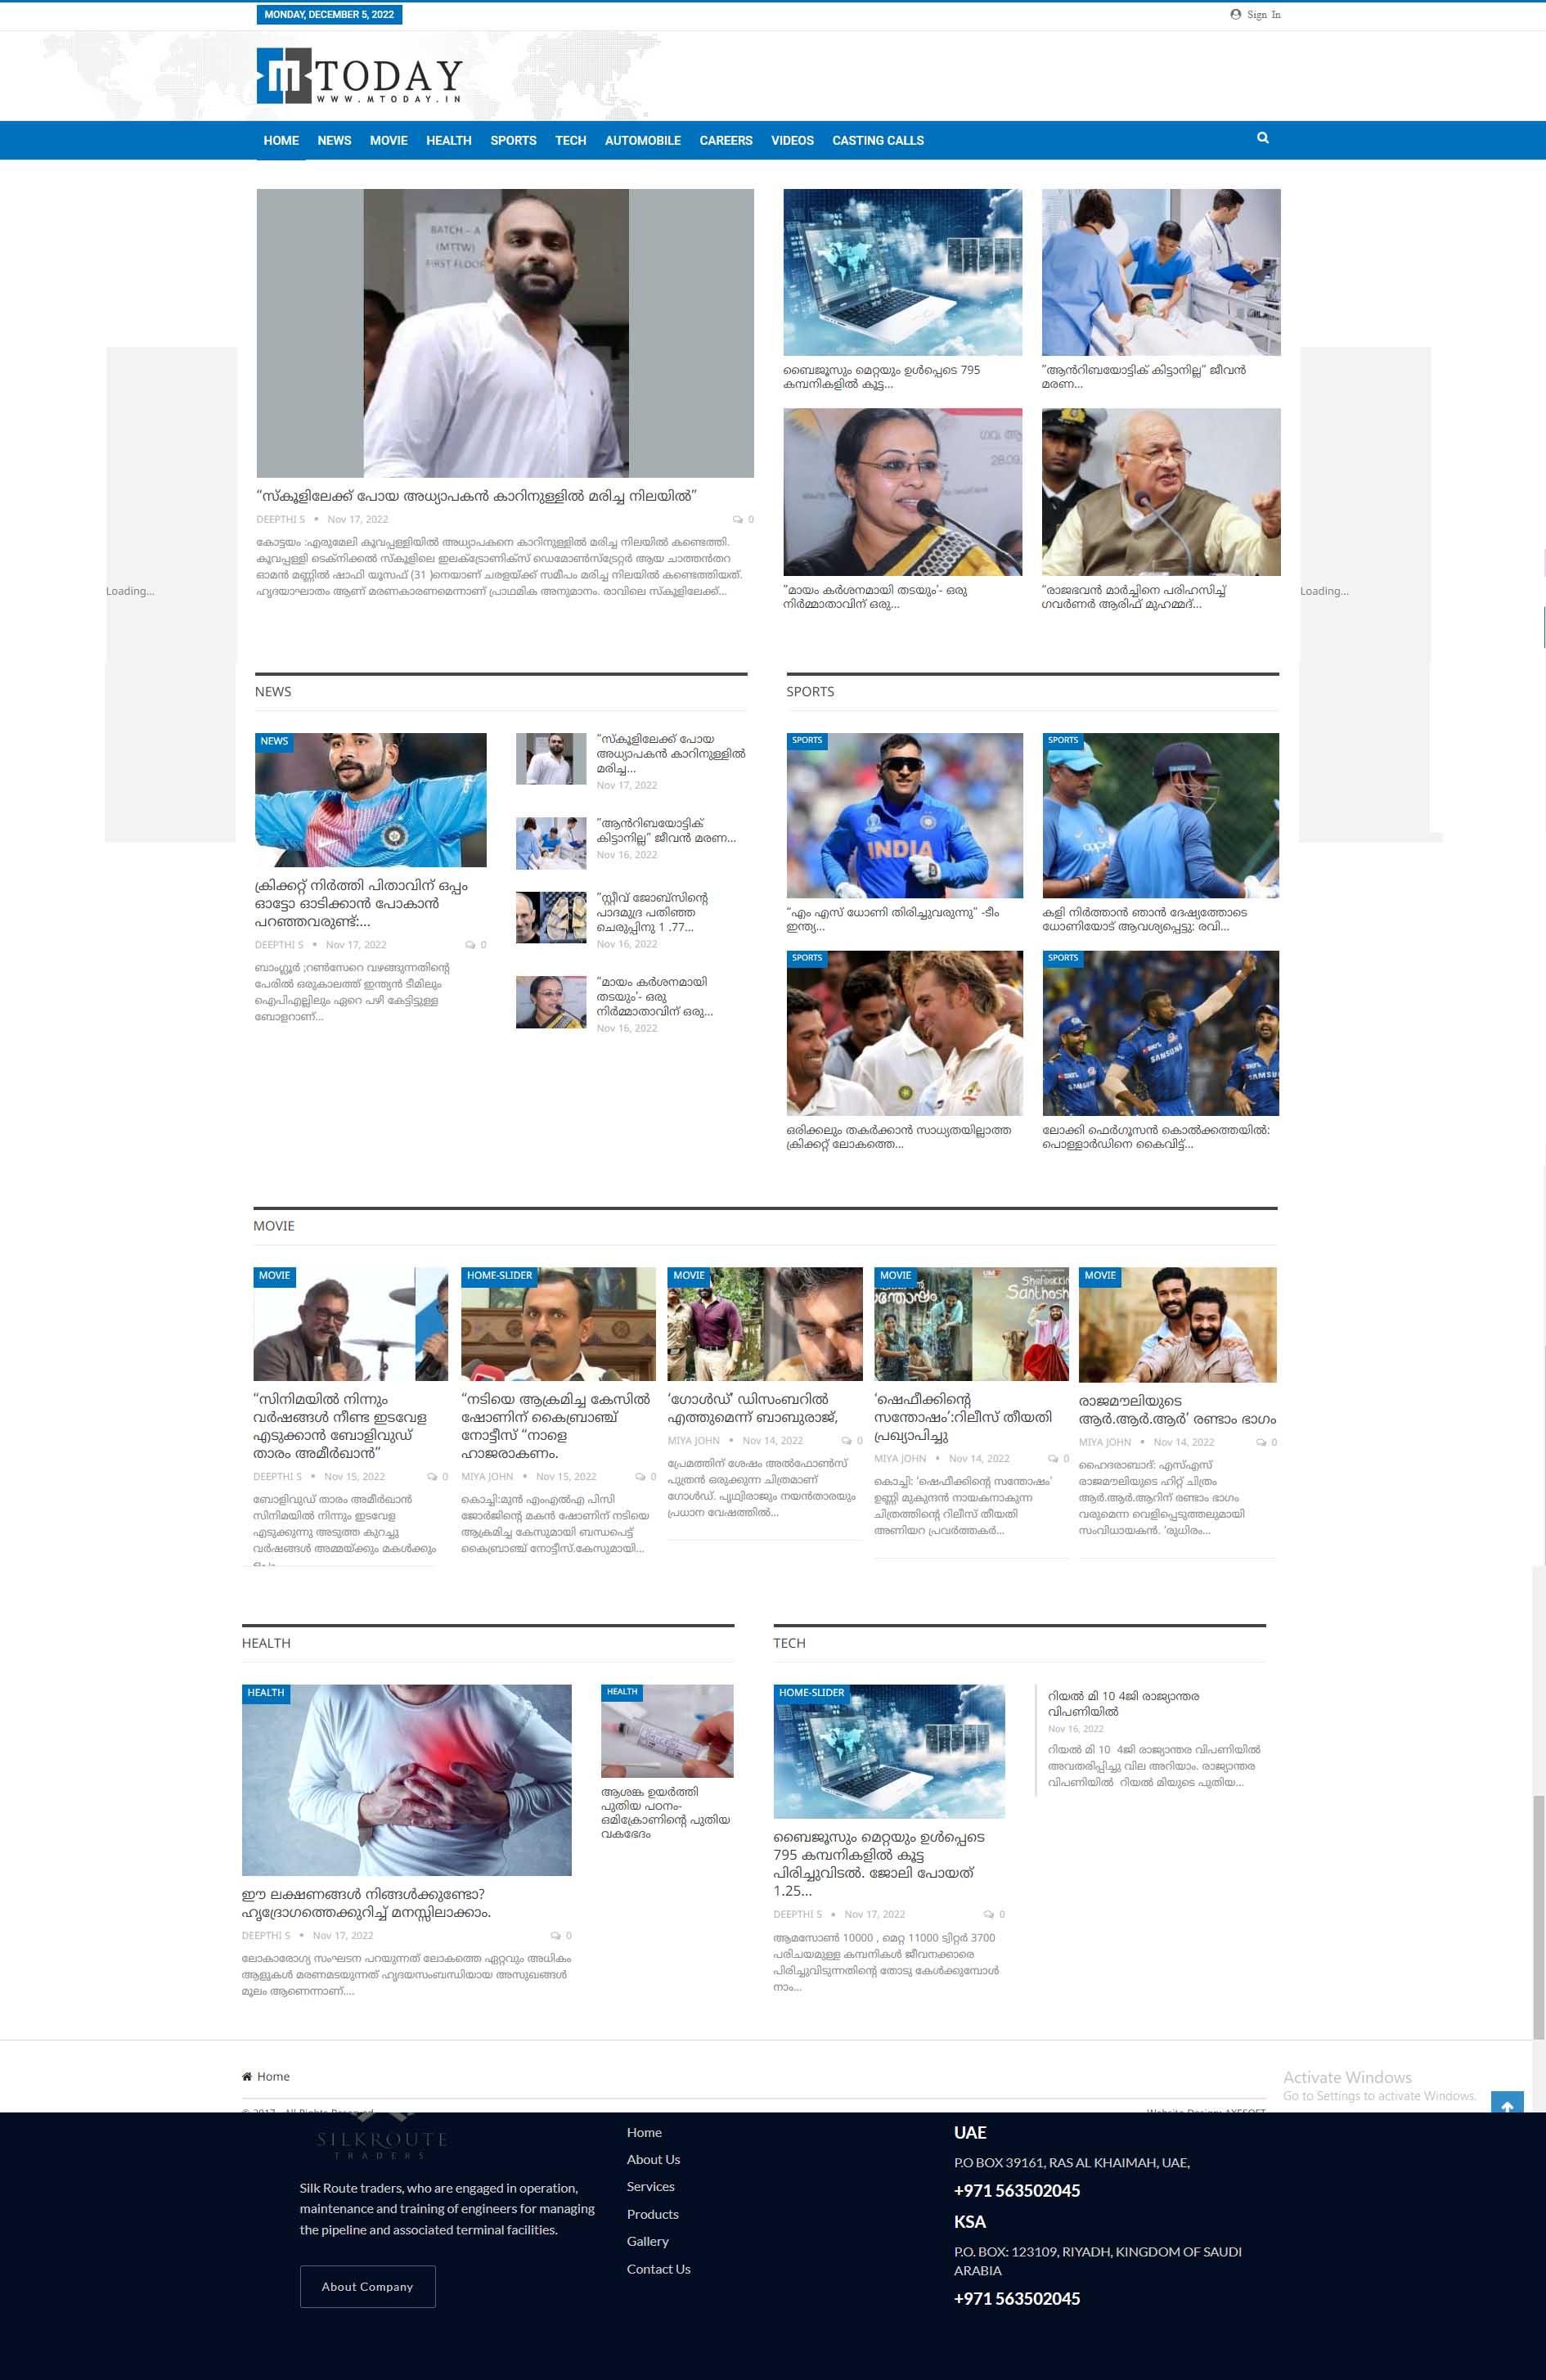 MONDAY, DECEMBER 5, 2022
Sign In
m TODAY
WWW.MTODAY.IN
HOME NEWS MOVIE HEALTH SPORTS TECH AUTOMOBILE CAREERS VIDEOS CASTING CALLS
BATCH – A
(MTTW)
FIRST FLOOR
“സ്കൂളിലേക്ക് പോയ അധ്യാപകൻ കാറിനുള്ളിൽ മരിച്ച നിലയിൽ”
DEEPTHI S • Nov 17, 2022 0
കോട്ടയം :എരുമേലി കൂവപ്പള്ളിയിൽ അധ്യാപകനെ കാറിനുള്ളിൽ മരിച്ച നിലയിൽ കണ്ടെത്തി.
കൂവപ്പള്ളി ടെക്നിക്കൽ സ്കൂളിലെ ഇലക്ട്രോണിക്സ് ഡെമോൺസ്ട്രേറ്റർ ആയ ചാത്തൻതറ
ഓമൻ മണ്ണിൽ ഷാഫി യൂസഫ് (31 )നെയാണ് ചരളയ്ക്ക് സമീപം മരിച്ച നിലയിൽ കണ്ടെത്തിയത്.
ഹൃദയാഘാതം ആണ് മരണകാരണമെന്നാണ് പ്രാഥമിക അനുമാനം. രാവിലെ സ്കൂളിലേക്ക്...
ബൈജൂസും മെറ്റയും ഉൾപ്പെടെ 795
കമ്പനികളിൽ കൂട്ട...
“ആൻറിബയോട്ടിക് കിട്ടാനില്ല” ജീവൻ
മരണ...
28.09.
“മായം കർശനമായി തടയും’- ഒരു
നിർമ്മാതാവിന് ഒരു...
“രാജഭവൻ മാർച്ചിനെ പരിഹസിച്ച്
ഗവർണർ ആരിഫ് മുഹമ്മദ്...
Loading...
Loading...
NEWS
NEWS
ക്രിക്കറ്റ് നിർത്തി പിതാവിന് ഒപ്പം
ഓട്ടോ ഓടിക്കാൻ പോകാൻ
പറഞ്ഞവരുണ്ട്:...
DEEPTHI S • Nov 17, 2022 0
ബാംഗ്ലൂർ ;റൺസേറെ വഴങ്ങുന്നതിന്റെ
പേരിൽ ഒരുകാലത്ത് ഇന്ത്യൻ ടീമിലും
ഐപിഎല്ലിലും ഏറെ പഴി കേട്ടിട്ടുള്ള
ബോളറാണ്...
“സ്കൂളിലേക്ക് പോയ
അധ്യാപകൻ കാറിനുള്ളിൽ
മരിച്ച...
Nov 17, 2022
“ആൻറിബയോട്ടിക്
കിട്ടാനില്ല” ജീവൻ മരണ...
Nov 16, 2022
“സ്റ്റീവ് ജോബ്സിന്റെ
പാദമുദ്ര പതിഞ്ഞ
ചെരുപ്പിനു 1 .77...
Nov 16, 2022
“മായം കർശനമായി
തടയും’- ഒരു
നിർമ്മാതാവിന് ഒരു...
Nov 16, 2022
SPORTS
SPORTS
INDIA
“എം എസ് ധോണി തിരിച്ചുവരുന്നു” -ടീം
ഇന്ത്യ...
SPORTS
oppo
കളി നിർത്താൻ ഞാൻ ദേഷ്യത്തോടെ
ധോണിയോട് ആവശ്യപ്പെട്ടു: രവി...
SPORTS
ഒരിക്കലും തകർക്കാൻ സാധ്യതയില്ലാത്ത
ക്രിക്കറ്റ് ലോകത്തെ...
SPORTS
SAMSUNG
SAMSUNG
SAMSU
ലോക്കി ഫെർഗൂസൻ കൊൽക്കത്തയിൽ:
പൊള്ളാർഡിനെ കൈവിട്ട്...
MOVIE
MOVIE
“സിനിമയിൽ നിന്നും
വർഷങ്ങൾ നീണ്ട ഇടവേള
എടുക്കാൻ ബോളിവുഡ്
താരം അമീർഖാൻ”
DEEPTHI S • Nov 15, 2022 0
ബോളിവുഡ് താരം അമീർഖാൻ
സിനിമയിൽ നിന്നും ഇടവേള
എടുക്കുന്നു അടുത്ത കുറച്ചു
വർഷങ്ങൾ അമ്മയ്ക്കും മകൾക്കും
HOME-SLIDER
“നടിയെ ആക്രമിച്ച കേസിൽ
ഷോണിന് കൈബ്രാഞ്ച്
നോട്ടീസ് “നാളെ
ഹാജരാകണം.
MIYA JOHN • Nov 15, 2022 0
കൊച്ചി:മുൻ എംഎൽഎ പിസി
ജോർജിന്റെ മകൻ ഷോണിന് നടിയെ
ആക്രമിച്ച കേസുമായി ബന്ധപെട്ട്
കൈബ്രാഞ്ച് നോട്ടീസ്.കേസുമായി...
MOVIE
‘ഗോൾഡ്’ ഡിസംബറിൽ
എത്തുമെന്ന് ബാബുരാജ്,
MIYA JOHN • Nov 14, 2022 0
പ്രേമത്തിന് ശേഷം അൽഫോൺസ്
പുത്രൻ ഒരുക്കുന്ന ചിത്രമാണ്
ഗോൾഡ്. പൃഥ്വിരാജും നയൻതാരയും
പ്രധാന വേഷത്തിൽ...
MOVIE
UMF
Shefeekkinte
Santhosham
‘ഷെഫീക്കിന്റെ
സന്തോഷം’:റിലീസ് തീയതി
പ്രഖ്യാപിച്ചു
MIYA JOHN • Nov 14, 2022 0
കൊച്ചി: ‘ഷെഫീക്കിന്റെ സന്തോഷം’
ഉണ്ണി മുകുന്ദൻ നായകനാകുന്ന
ചിത്രത്തിന്റെ റിലീസ് തീയതി
അണിയറ പ്രവർത്തകർ...
MOVIE
രാജമൗലിയുടെ
ആർ.ആർ.ആർ’ രണ്ടാം ഭാഗം
MIYA JOHN • Nov 14, 2022 0
ഹൈദരാബാദ്: എസ്എസ്
രാജമൗലിയുടെ ഹിറ്റ് ചിത്രം
ആർ.ആർ.ആറിന് രണ്ടാം ഭാഗം
വരുമെന്ന വെളിപ്പെടുത്തലുമായി
സംവിധായകൻ. ‘രുധിരം...
HEALTH
HEALTH
ഈ ലക്ഷണങ്ങൾ നിങ്ങൾക്കുണ്ടോ?
ഹൃദ്രോഗത്തെക്കുറിച്ച് മനസ്സിലാക്കാം.
DEEPTHI S • Nov 17, 2022 0
ലോകാരോഗ്യ സംഘടന പറയുന്നത് ലോകത്തെ ഏറ്റവും അധികം
ആളുകൾ മരണമടയുന്നത് ഹൃദയസംബന്ധിയായ അസുഖങ്ങൾ
മൂലം ആണെന്നാണ്....
HEALTH
ആശങ്ക ഉയർത്തി
പുതിയ പഠനം-
ഒമിക്രോണിന്റെ പുതിയ
വകഭേദം
TECH
HOME-SLIDER
ബൈജൂസും മെറ്റയും ഉൾപ്പെടെ
795 കമ്പനികളിൽ കൂട്ട
പിരിച്ചുവിടൽ. ജോലി പോയത്
1.25...
DEEPTHI S • Nov 17, 2022 0
ആമസോൺ 10000 , മെറ്റ 11000 ട്വിറ്റർ 3700
പരിചയമുള്ള കമ്പനികൾ ജീവനക്കാരെ
പിരിച്ചുവിടുന്നതിന്റെ തോടു കേൾക്കുമ്പോൾ
നാം...
റിയൽ മി 10 4ജി രാജ്യാന്തര
വിപണിയിൽ
Nov 16, 2022
റിയൽ മി 10 4ജി രാജ്യാന്തര വിപണിയിൽ
അവതരിപ്പിച്ചു വില അറിയാം. രാജ്യാന്തര
വിപണിയിൽ റിയൽ മിയുടെ പുതിയ...
Home
Activate Windows
Go to Settings to activate Windows.
© 2017 - All Rights Reserved
Website Design: AXESOFT
SILKROUTE
TRADERS
Silk Route traders, who are engaged in operation,
maintenance and training of engineers for managing
the pipeline and associated terminal facilities.
About Company
Home
About Us
Services
Products
Gallery
Contact Us
UAE
P.O BOX 39161, RAS AL KHAIMAH, UAE,
+971 563502045
KSA
P.O. BOX: 123109, RIYADH, KINGDOM OF SAUDI
ARABIA
+971 563502045